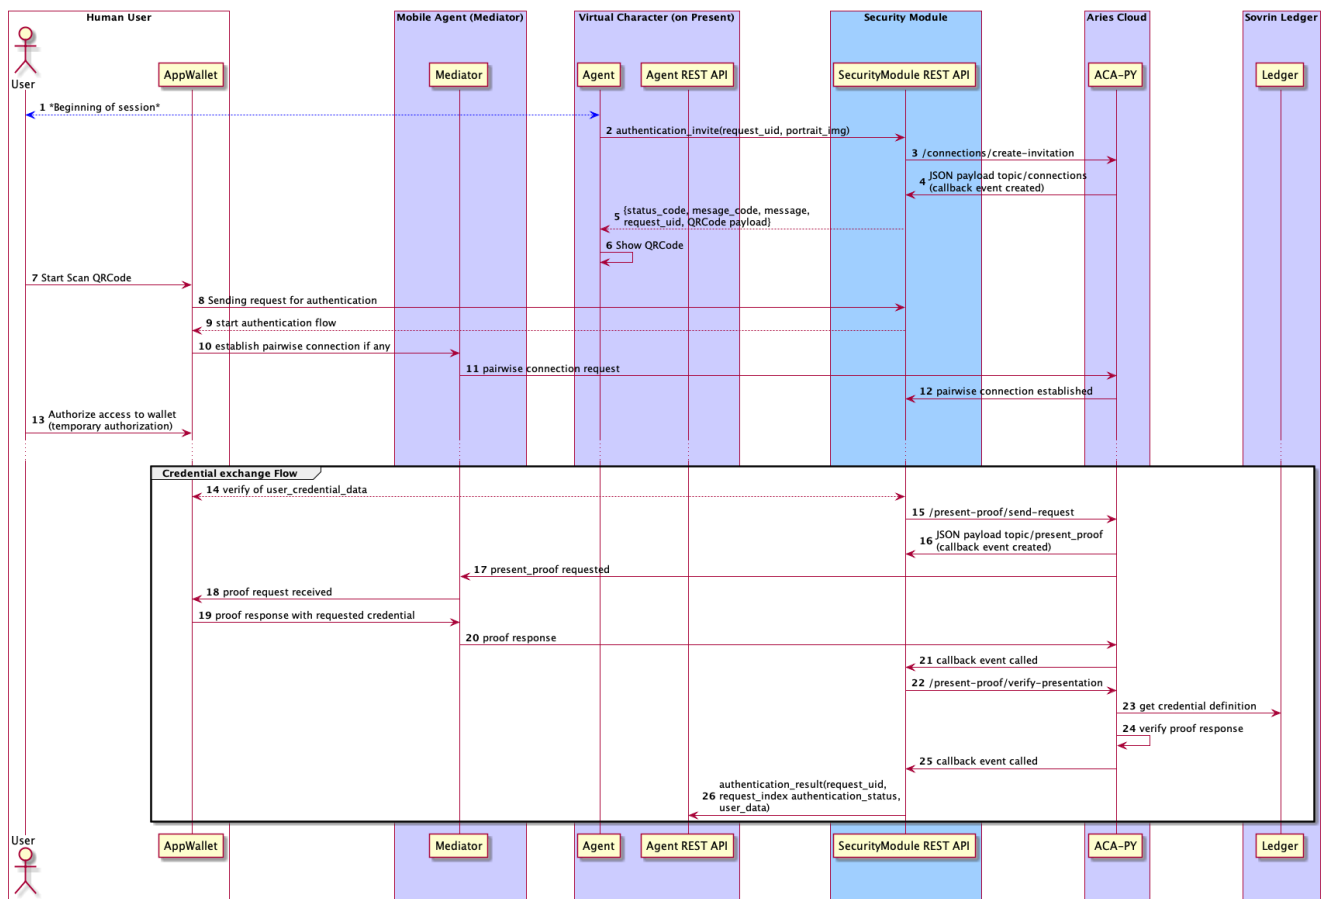 Human User
Mobile Agent (Mediator)
Virtual Character (on Present)
Security Module
Aries Cloud
Sovrin Ledger
User
AppWallet
Mediator
Agent
Agent REST API
SecurityModule REST API
ACA-PY
Ledger
1 *Beginning of session*
2 authentication_invite(request_uid, portrait_img)
3 /connections/create-invitation
4 JSON payload topic/connections
(callback event created)
5 {status_code, mesage_code, message,
request_uid, QRCode payload}
6 Show QRCode
7 Start Scan QRCode
8 Sending request for authentication
9 start authentication flow
10 establish pairwise connection if any
11 pairwise connection request
12 pairwise connection established
13 Authorize access to wallet
(temporary authorization)
Credential exchange Flow
14 verify of user_credential_data
15 /present-proof/send-request
16 JSON payload topic/present_proof
(callback event created)
17 present_proof requested
18 proof request received
19 proof response with requested credential
20 proof response
21 callback event called
22 /present-proof/verify-presentation
23 get credential definition
24 verify proof response
25 callback event called
authentication_result(request_uid,
26 request_index authentication_status,
user_data)
User
AppWallet
Mediator
Agent
Agent REST API
SecurityModule REST API
ACA-PY
Ledger